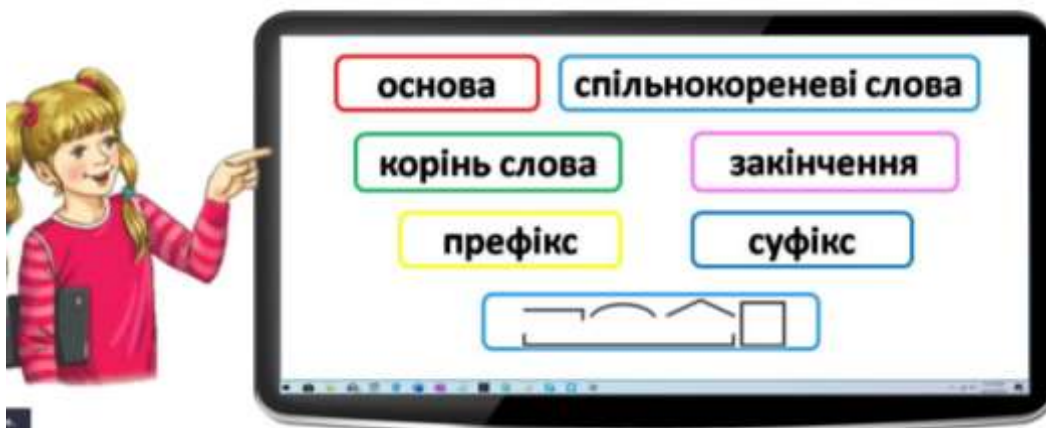 основа спільнокореневі слова
корінь слова закінчення
префікс суфікс